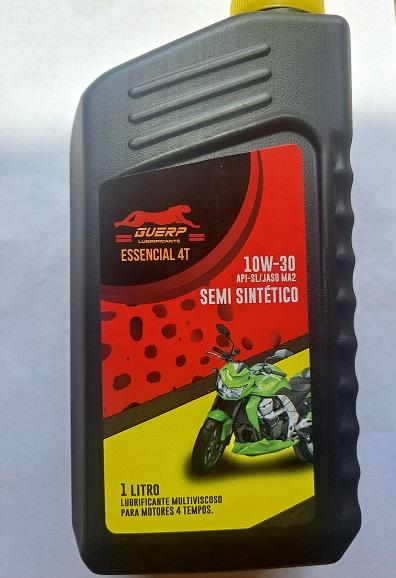 GUERP
LUBRIFICANTE
ESSENCIAL 4T
10W-30
API-SL/JASO MA2
SEMI SINTÉTICO
1 LITRO
LUBRIFICANTE MULTIVISCOSO
PARA MOTORES 4 TEMPOS.